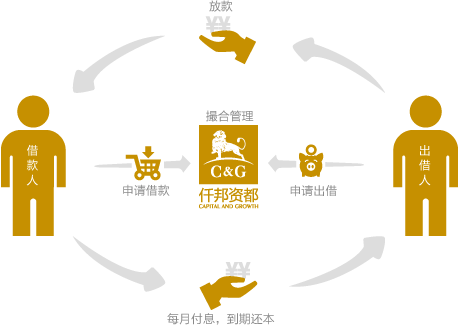 放款
¥¥
撮合管理
借款人
出借人
C&G
申请借款
仟邦资都
CAPITAL AND GROWTH
申请出借
¥¥
每月付息，到期还本